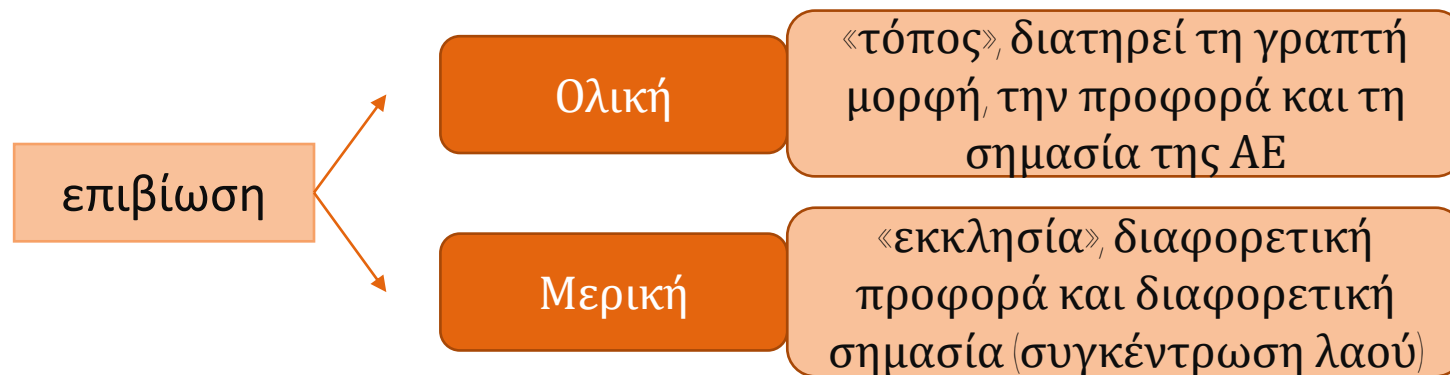 επιβίωση
Ολική
«τόπος», διατηρεί τη γραπτή
μορφή, την προφορά και τη
σημασία της ΑΕ
Μερική
«εκκλησία», διαφορετική
προφορά και διαφορετική
σημασία (συγκέντρωση λαού)